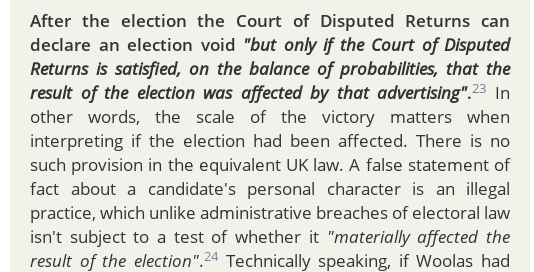 After the election the Court of Disputed Returns can
declare an election void "but only if the Court of Disputed
Returns is satisfied, on the balance of probabilities, that the
result of the election was affected by that advertising".23 In
other words, the scale of the victory matters when
interpreting if the election had been affected. There is no
such provision in the equivalent UK law. A false statement of
fact about a candidate's personal character is an illegal
practice, which unlike administrative breaches of electoral law
isn't subject to a test of whether it "materially affected the
result of the election".24 Technically speaking, if Woolas had